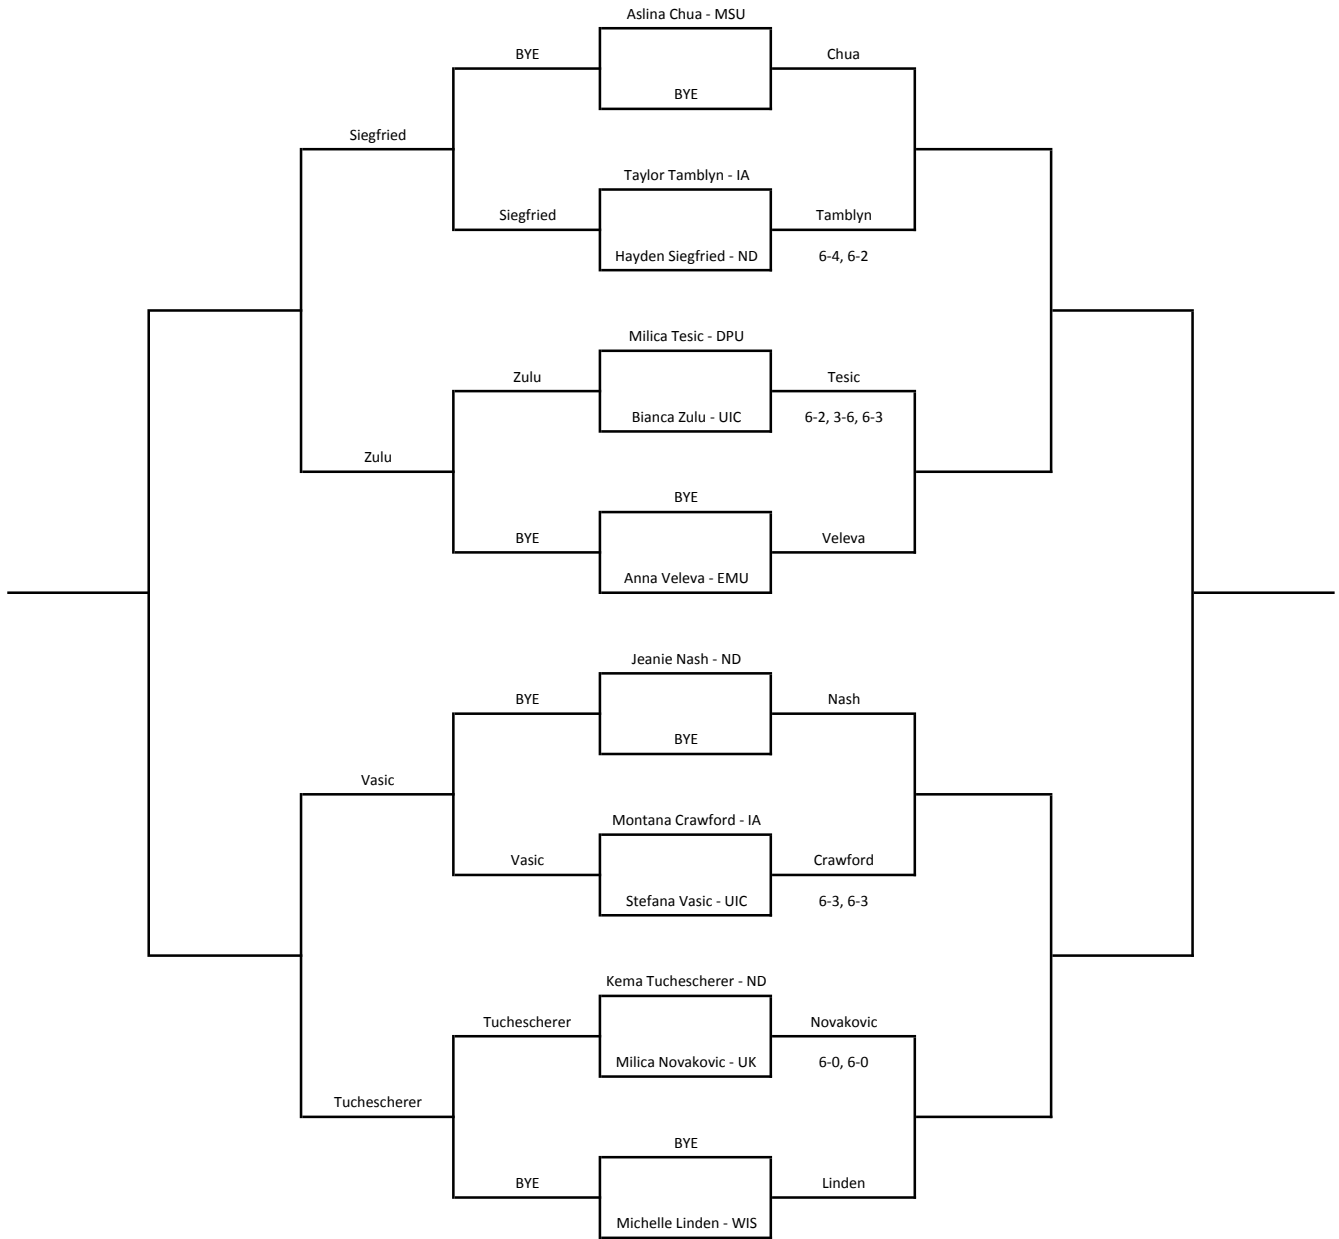 Aslina Chua - MSU
BYE
Chua
BYE
Siegfried
Taylor Tamblyn - IA
Siegfried
Tamblyn
Hayden Siegfried - ND
6-4, 6-2
Milica Tesic - DPU
Zulu
Tesic
Bianca Zulu - UIC
6-2, 3-6, 6-3
Zulu
BYE
BYE
Veleva
Anna Veleva - EMU
Jeanie Nash - ND
BYE
Nash
BYE
Vasic
Montana Crawford - IA
Vasic
Crawford
Stefana Vasic - UIC
6-3, 6-3
Kema Tuchescherer - ND
Tuchescherer
Novakovic
Milica Novakovic - UK
6-0, 6-0
Tuchescherer
BYE
BYE
Linden
Michelle Linden - WIS